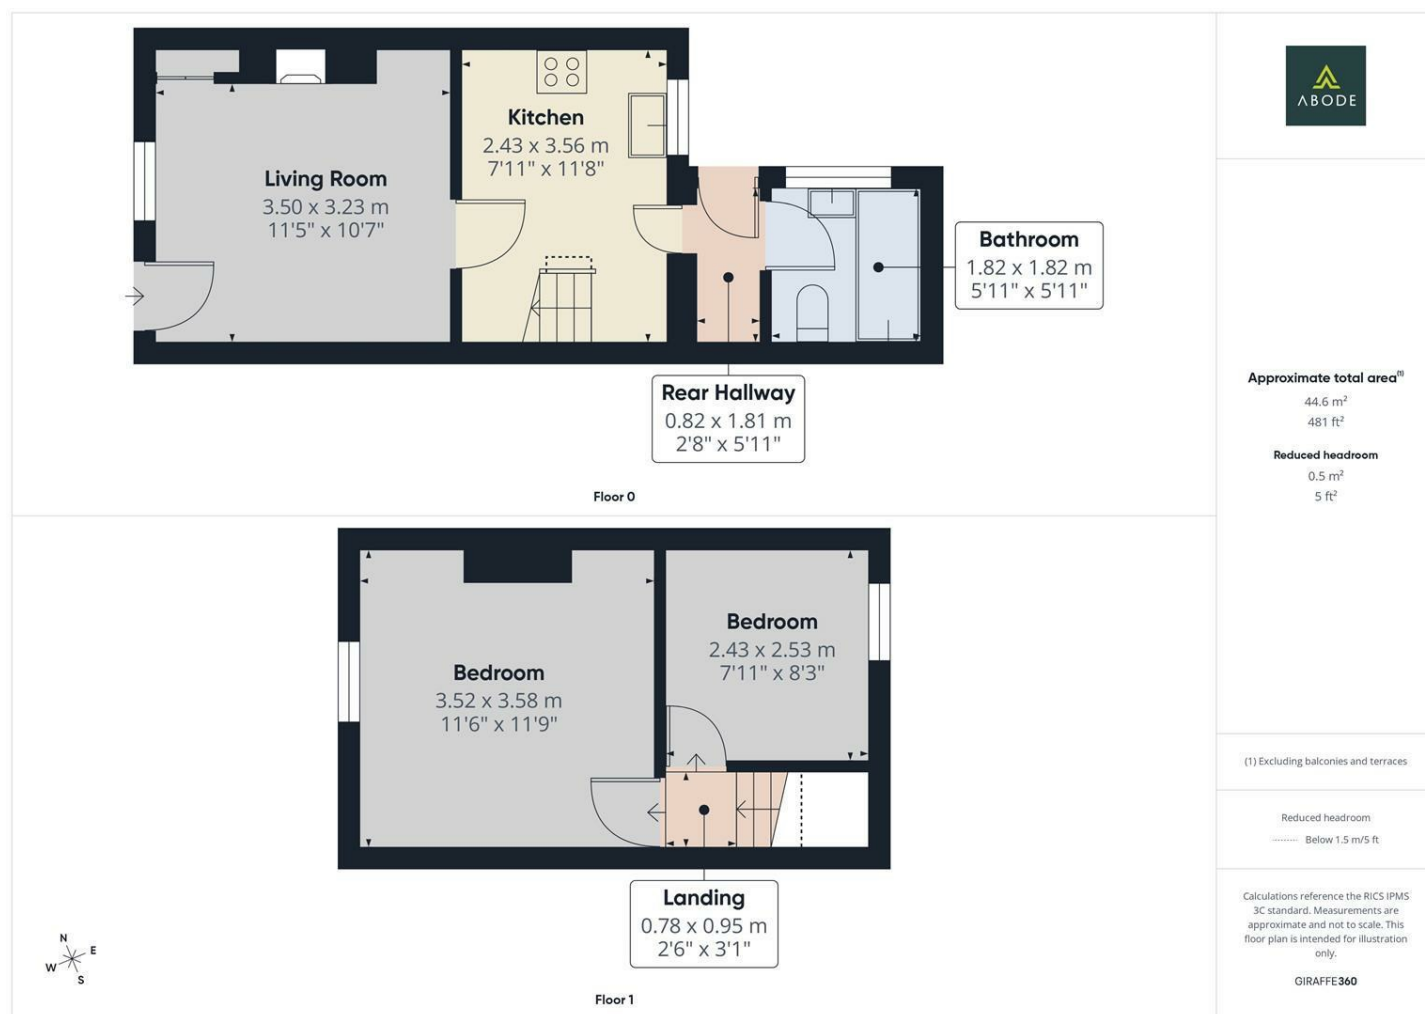 Kitchen
2.43 x 3.56 m
7'11" x 11'8"
Living Room
3.50 x 3.23 m
11'5" x 10'7"
Bathroom
1.82 x 1.82 m
5'11" x 5'11"
Rear Hallway
0.82 x 1.81 m
2'8" x 5'11"
Floor 0
Bedroom
2.43 x 2.53 m
7'11" x 8'3"
Bedroom
3.52 x 3.58 m
11'6" x 11'9"
Landing
0.78 x 0.95 m
2'6" x 3'1"
N
E
W
S
Floor 1
ABODE
Approximate total area(1)
44.6 m²
481 ft²
Reduced headroom
0.5 m²
5 ft²
(1) Excluding balconies and terraces
Reduced headroom
Below 1.5 m/5 ft
Calculations reference the RICS IPMS
3C standard. Measurements are
approximate and not to scale. This
floor plan is intended for illustration
only.
GIRAFFE360